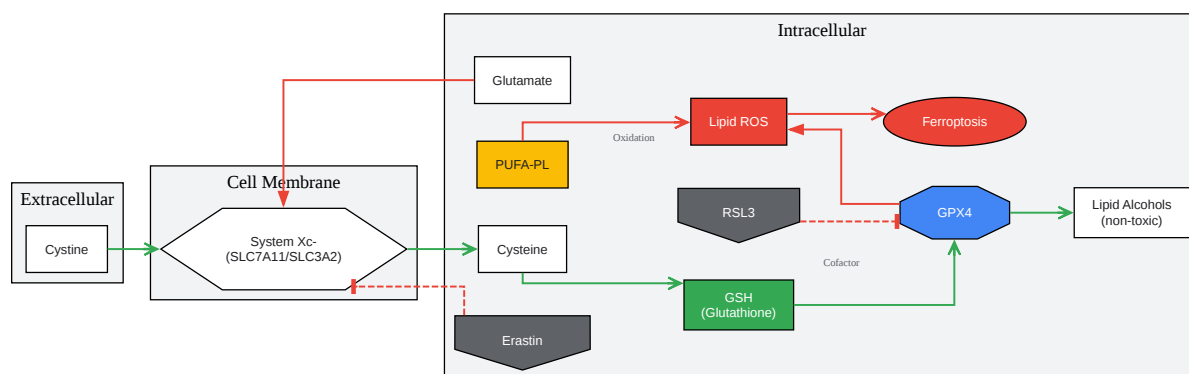 Intracellular
Glutamate
Lipid ROS
Ferroptosis
Oxidation
PUFA-PL
Cell Membrane
Extracellular
RSL3
GPX4
Lipid Alcohols
(non-toxic)
Cystine
System Xc-
(SLC7A11/SLC3A2)
Cysteine
Cofactor
GSH
(Glutathione)
Erastin